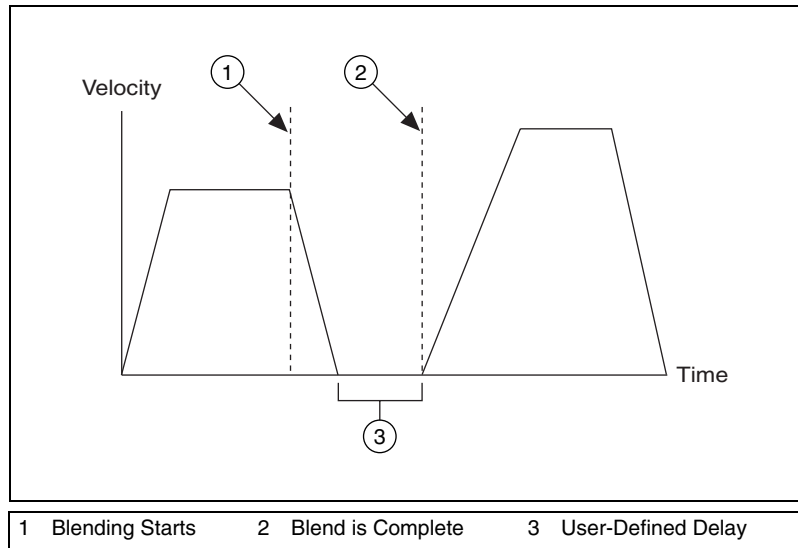 1 2
Velocity
Time
3
1 Blending Starts 2 Blend is Complete 3 User-Defined Delay